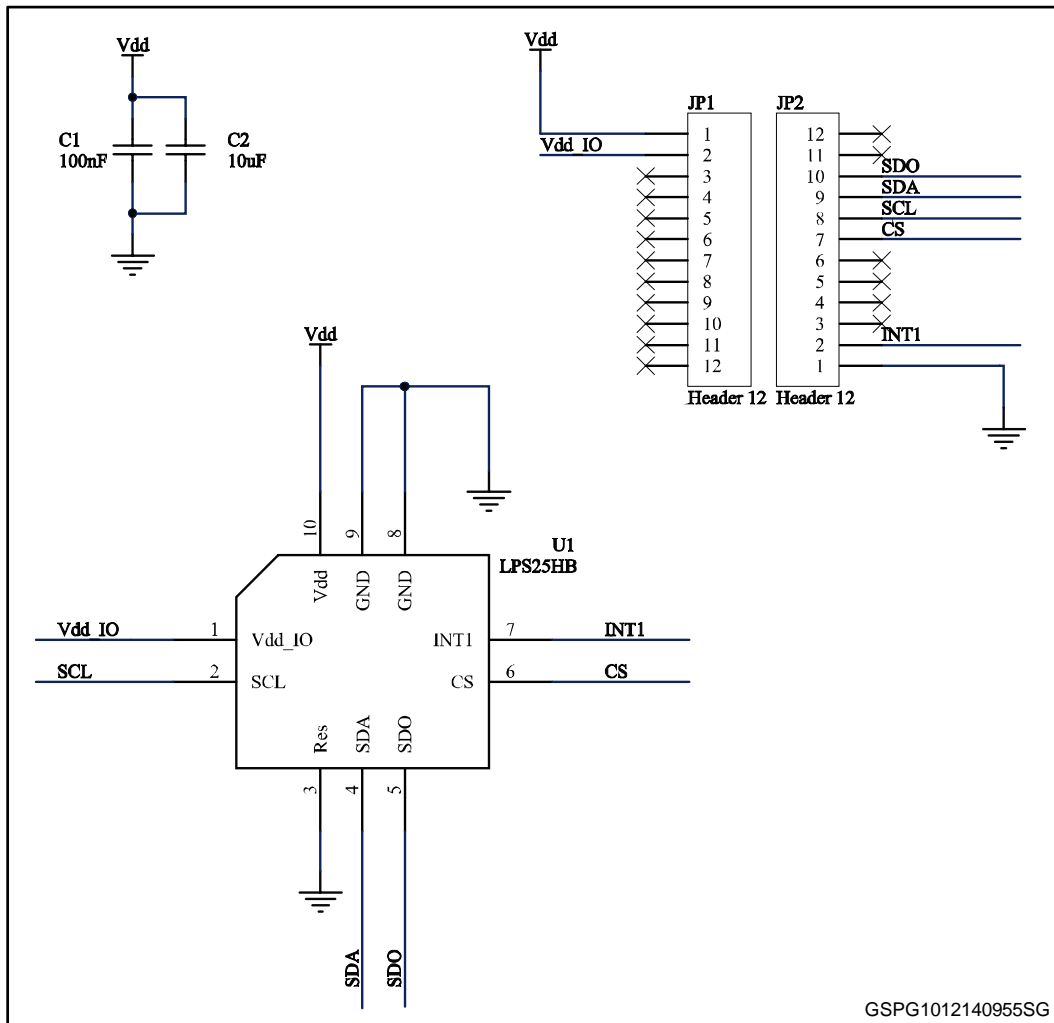 Vdd
C1
100nF
C2
10uF
Vdd
Vdd_IO
JP1
1
2
3
4
5
6
7
8
9
10
11
12
Header 12
JP2
12
11
10
9
8
7
6
5
4
3
2
1
Header 12
SDO
SDA
SCL
CS
INT1
Vdd
10
9
8
U1
LPS25HB
Vdd
GND
GND
Vdd_IO
1
Vdd_IO
INT1
7
INT1
SCL
2
SCL
CS
6
CS
Res
SDA
SDO
3
4
5
SDA
SDO
GSPG1012140955SG